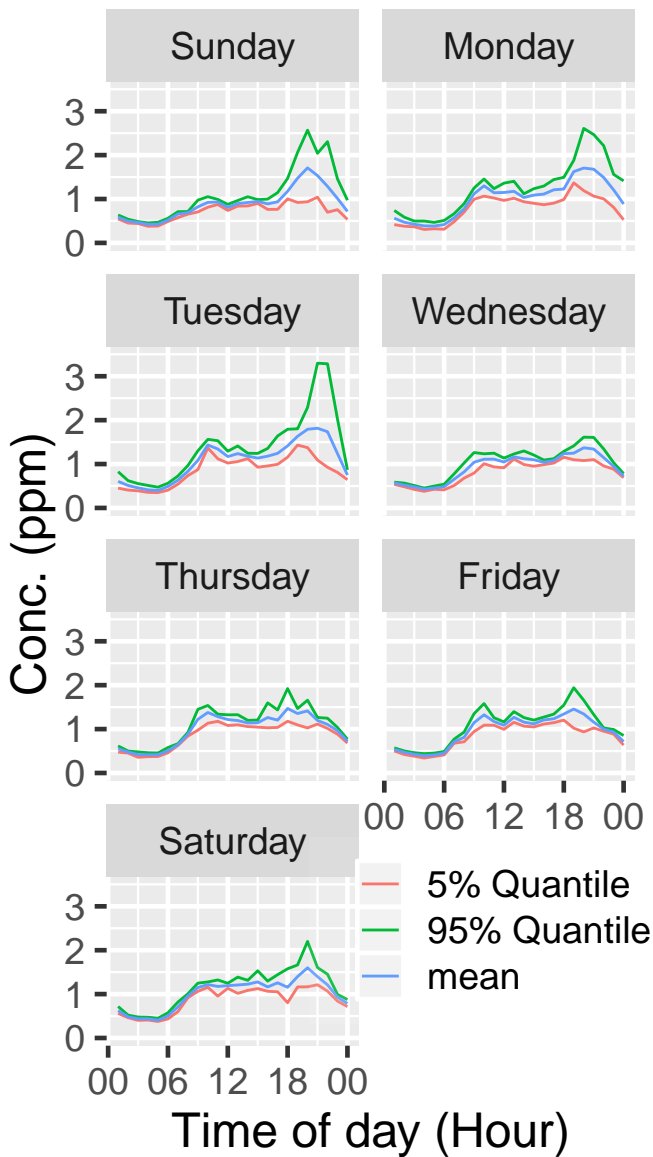 Sunday
Monday
3
2
1
0
Tuesday
Wednesday
3
2
1
0
Conc. (ppm)
Thursday
Friday
3
2
1
0
00 06 12 18 00
Saturday
3
2
1
0
00 06 12 18 00
5% Quantile
95% Quantile
mean
Time of day (Hour)